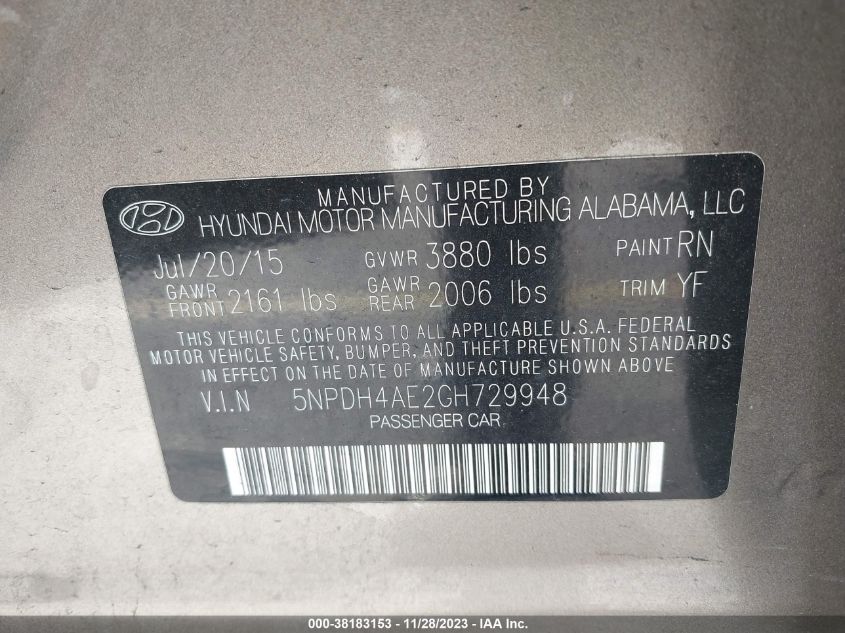 MANUFACTURED BY
HYUNDAI MOTOR MANUFACTURING ALABAMA, LLC
Jul/20/15 GVWR 3880 lbs PAINT RN
GAWR FRONT 2161 lbs GAWR REAR 2006 lbs TRIM YF
THIS VEHICLE CONFORMS TO ALL APPLICABLE U.S.A. FEDERAL
MOTOR VEHICLE SAFETY, BUMPER, AND THEFT PREVENTION STANDARDS
IN EFFECT ON THE DATE OF MANUFACTURE SHOWN ABOVE
V.I.N 5NPDH4AE2GH729948
PASSENGER CAR
000-38183153 - 11/28/2023 - IAA Inc.